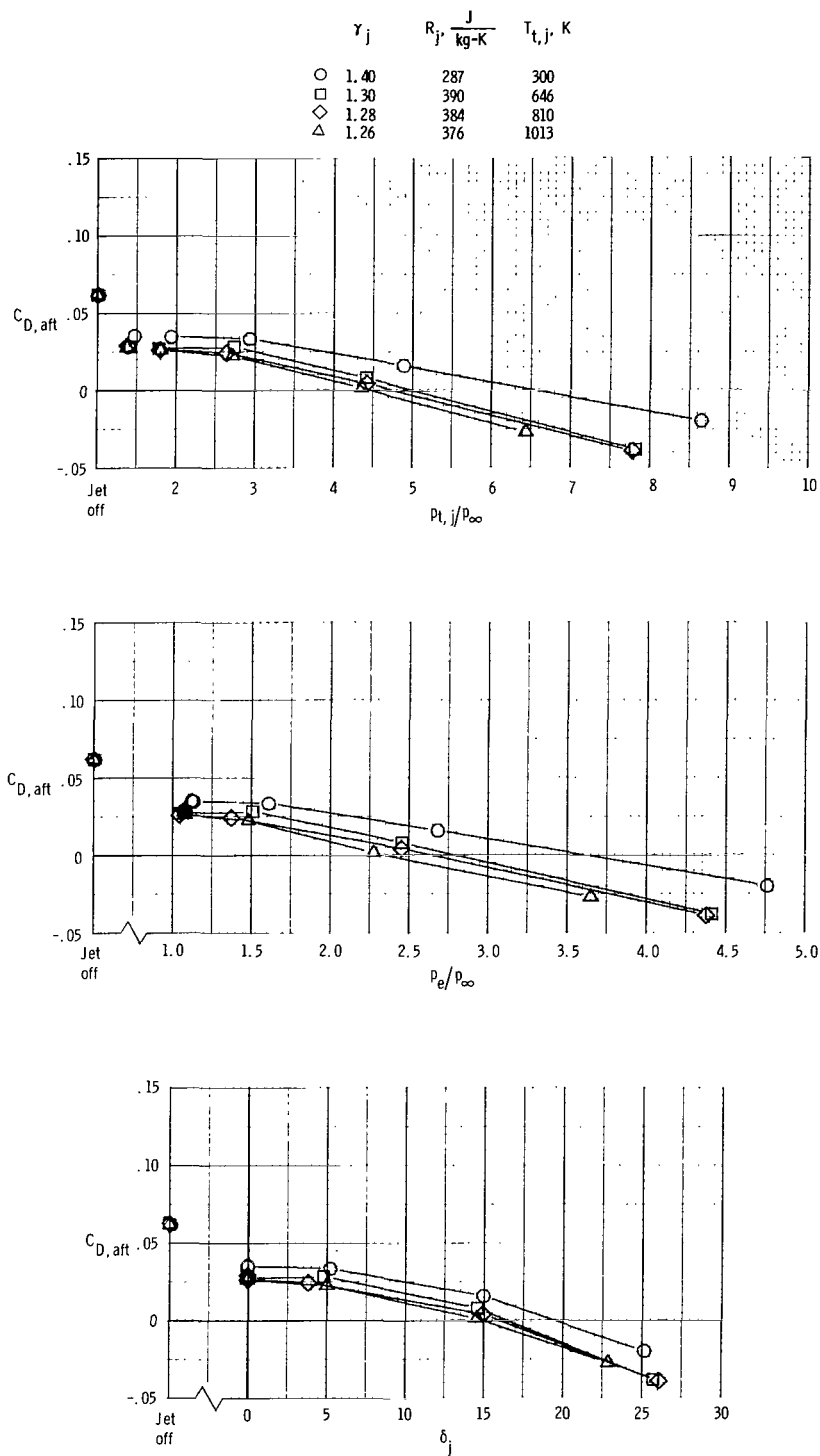 γj Rj, J/kg-K Tt,j, K
○ 1.40 287 300
□ 1.30 390 646
◇ 1.28 384 810
△ 1.26 376 1013
.15
.10
.05
CD,aft
0
-.05
Jet off 2 3 4 5 6 7 8 9 10
pt,j/p∞
.15
.10
.05
CD,aft
0
-.05
Jet off 1.0 1.5 2.0 2.5 3.0 3.5 4.0 4.5 5.0
pe/p∞
.15
.10
.05
CD,aft
0
-.05
Jet off 0 5 10 15 20 25 30
δj